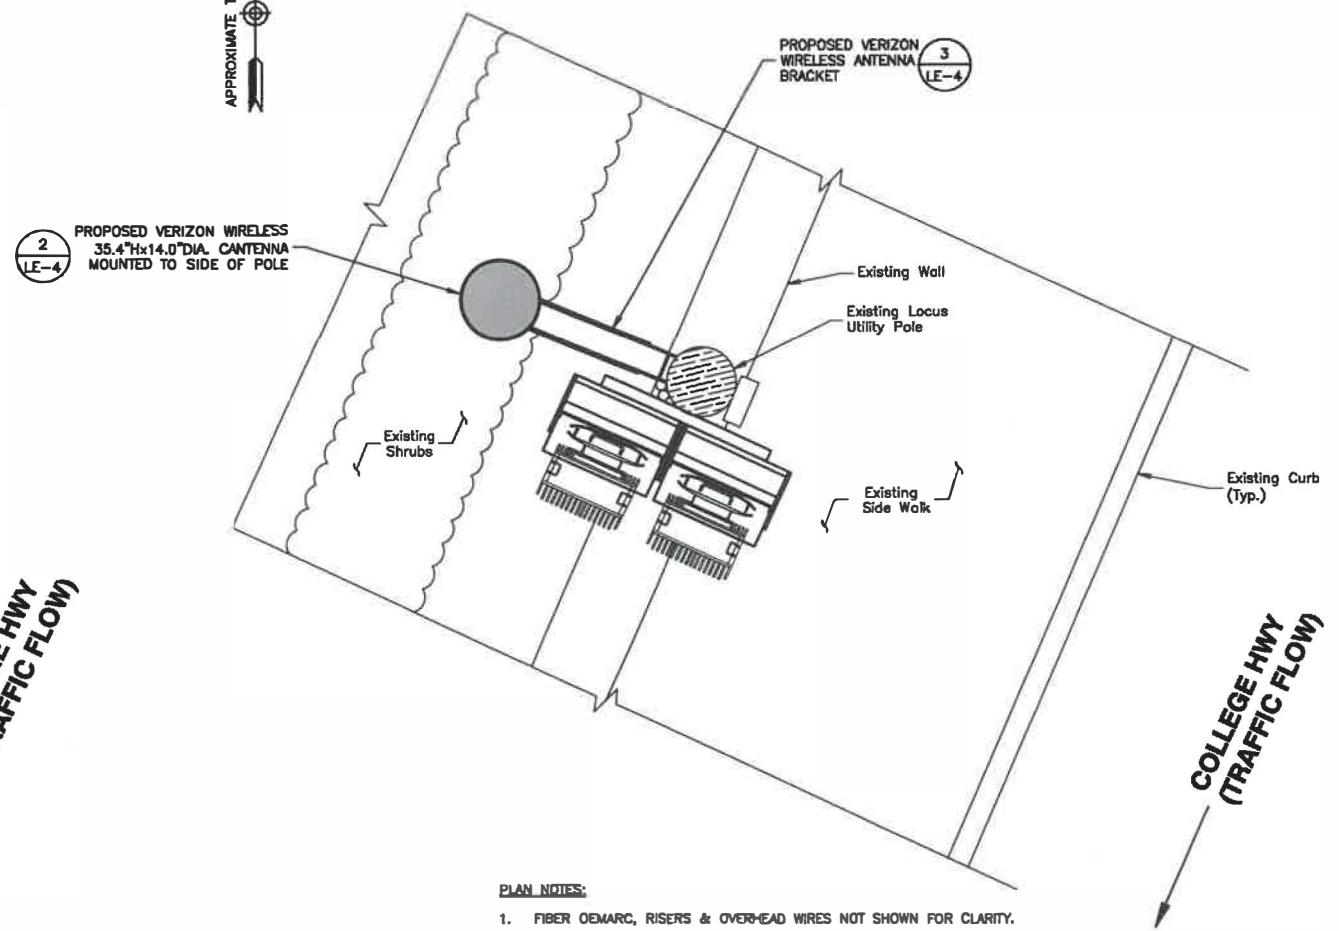 APPROXIMATE
PROPOSED VERIZON
WIRELESS ANTENNA
BRACKET
3
LE-4
2
LE-4
PROPOSED VERIZON WIRELESS
35.4"Hx14.0"DIA. CANTENNA
MOUNTED TO SIDE OF POLE
Existing Wall
Existing Locus
Utility Pole
Existing
Shrubs
Existing
Side Walk
Existing Curb
(Typ.)
HWY
FLOW)
COLLEGE HWY
(TRAFFIC FLOW)
PLAN NOTES:
1. FIBER OEMARC, RISERS & OVERHEAD WIRES NOT SHOWN FOR CLARITY.